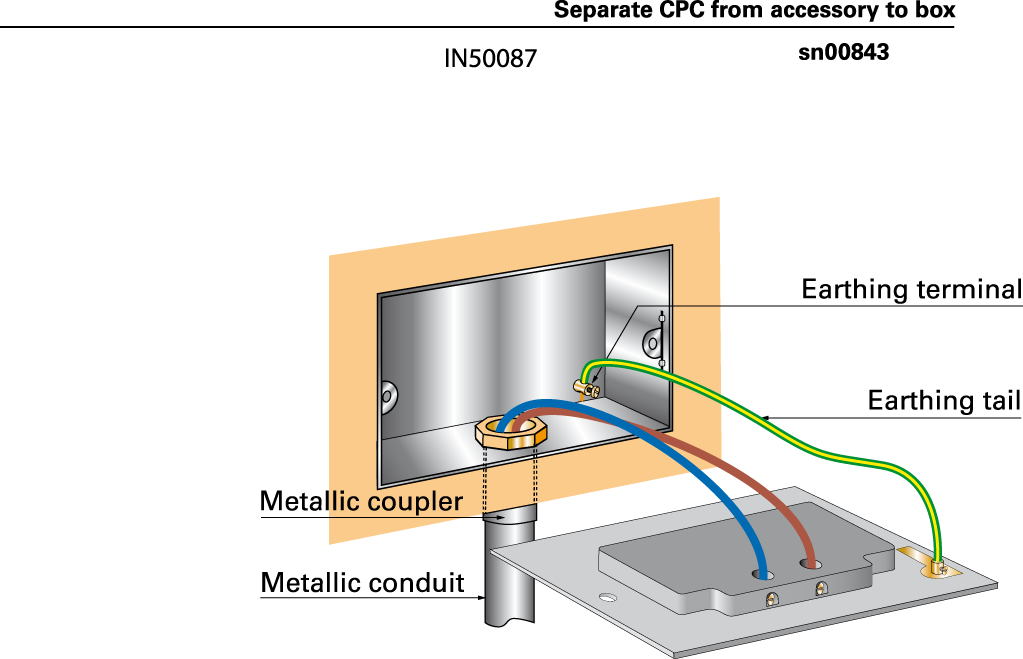 Separate CPC from accessory to box
IN50087
sn00843
Earthing terminal
Earthing tail
Metallic coupler
Metallic conduit